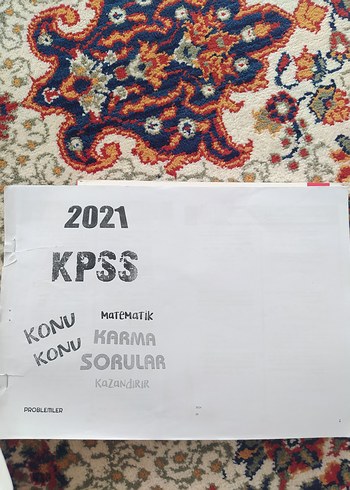 2021
KPSS
KONU
KONU
MATEMATİK
KARMA
SORULAR
KAZANDIRIR
PROBLEMLER